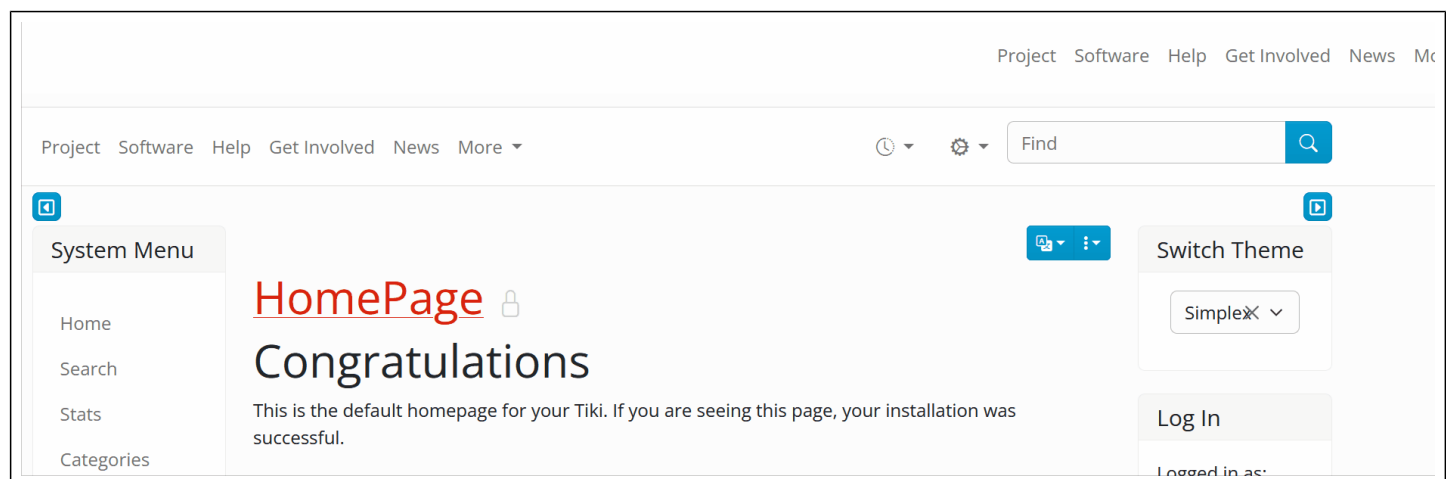 Project Software Help Get Involved News
Project Software Help Get Involved News More
Find
System Menu
Switch Theme
HomePage
Simplex
Home
Congratulations
Search
This is the default homepage for your Tiki. If you are seeing this page, your installation was
successful.
Stats
Log In
Categories
Logged in as: